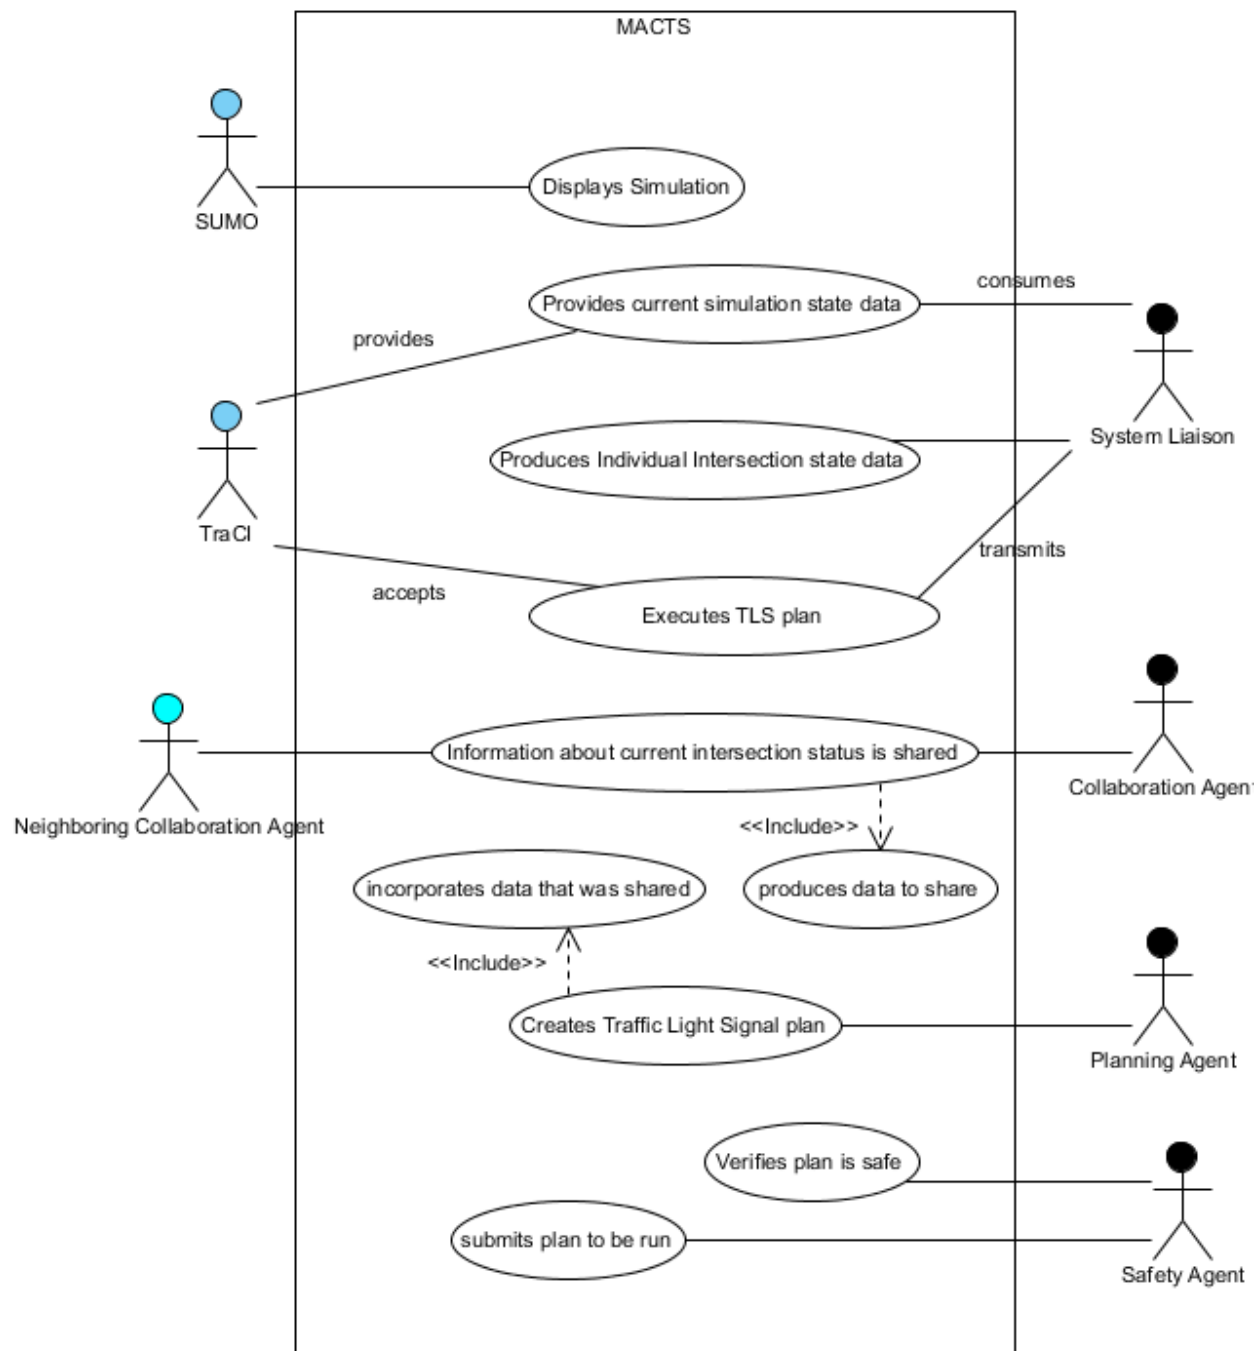 MACTS
SUMO
Displays Simulation
Provides current simulation state data
consumes
provides
System Liaison
TraCI
Produces Individual Intersection state data
transmits
accepts
Executes TLS plan
Neighboring Collaboration Agent
Information about current intersection status is shared
Collaboration Agent
<<Include>>
incorporates data that was shared
produces data to share
<<Include>>
Creates Traffic Light Signal plan
Planning Agent
Verifies plan is safe
submits plan to be run
Safety Agent